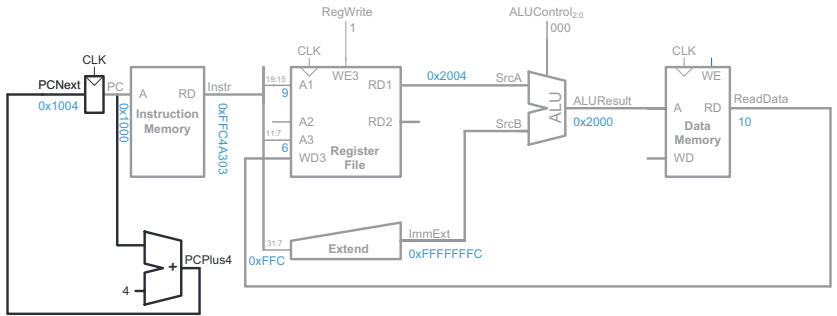 RegWrite
1
ALUControl2:0
000
CLK
PCNext
0x1004
PC
0x1000
A
RD
Instruction
Memory
Instr
0xFFC4A303
19:15
9
11:7
6
31:7
0xFFC
CLK
WE3
A1
RD1
A2
RD2
A3
WD3
Register
File
Extend
ImmExt
0xFFFFFFFC
0x2004
SrcA
SrcB
ALU
ALUResult
0x2000
CLK
WE
A
RD
Data
Memory
WD
ReadData
10
+
PCPlus4
4